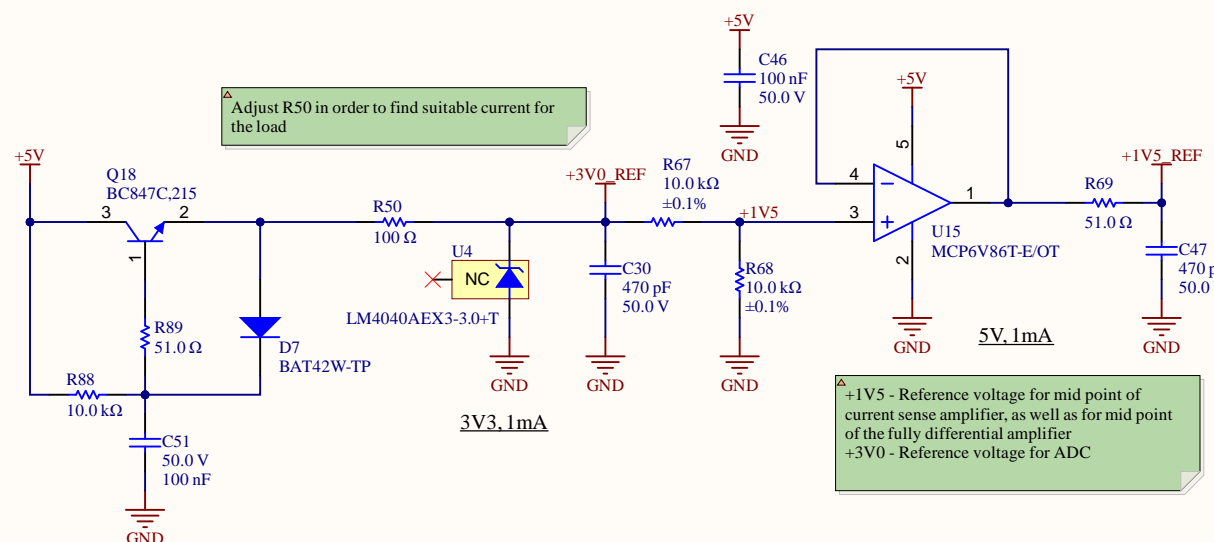 +5V
C46
100 nF
50.0 V
GND
Adjust R50 in order to find suitable current for
the load
+5V
Q18
BC847C,215
3
2
1
R50
100 Ω
+3V0_REF
R67
10.0 kΩ
±0.1%
+1V5
+5V
5
4
3
1
2
U15
MCP6V86T-E/OT
GND
+1V5_REF
R69
51.0 Ω
C47
470 p
50.0
GND
U4
NC
LM4040AEX3-3.0+T
GND
C30
470 pF
50.0 V
GND
R68
10.0 kΩ
±0.1%
GND
R89
51.0 Ω
D7
BAT42W-TP
R88
10.0 kΩ
C51
50.0 V
100 nF
GND
3V3, 1mA
5V, 1mA
+1V5 - Reference voltage for mid point of
current sense amplifier, as well as for mid point
of the fully differential amplifier
+3V0 - Reference voltage for ADC